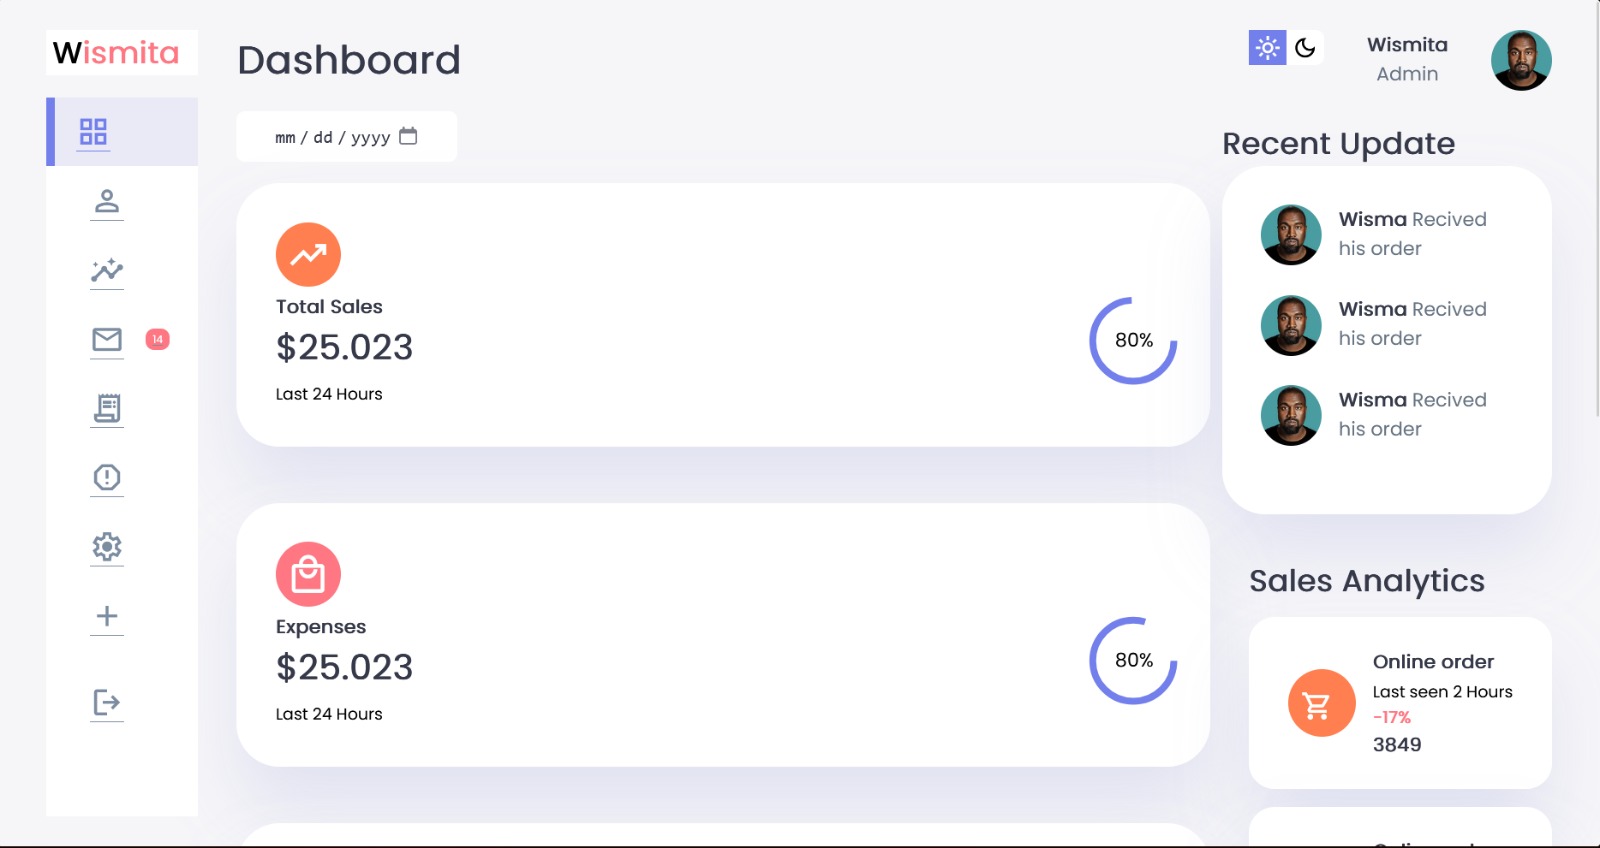 Wismita
Dashboard
Wismita
Admin
mm / dd / yyyy
14
Total Sales
$25.023
Last 24 Hours
80%
Expenses
$25.023
Last 24 Hours
80%
Recent Update
Wisma Recived
his order
Wisma Recived
his order
Wisma Recived
his order
Sales Analytics
Online order
Last seen 2 Hours
-17%
3849